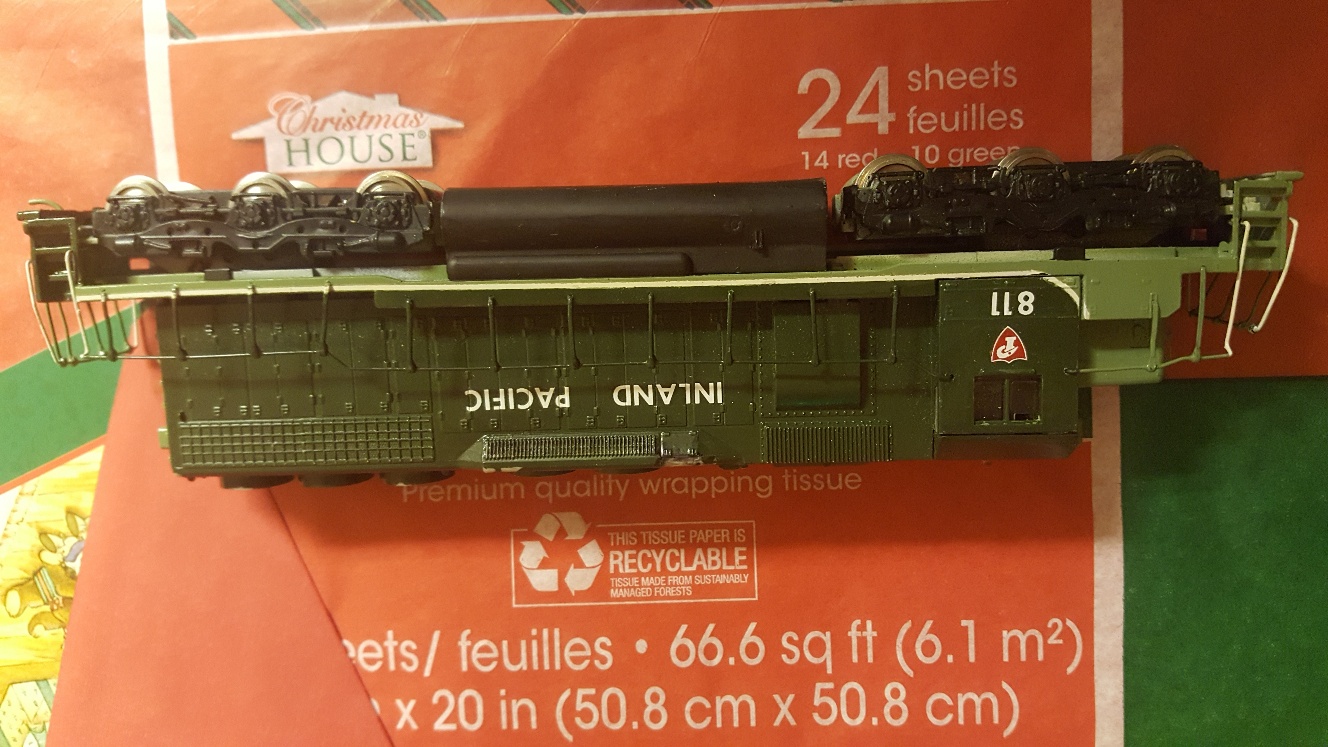 Christmas
HOUSE®
24 sheets
feuilles
14 red 10 green
811
INLAND PACIFIC
Premium quality wrapping tissue
THIS TISSUE PAPER IS
RECYCLABLE
TISSUE MADE FROM SUSTAINABLY
MANAGED FORESTS
eets/ feuilles • 66.6 sq ft (6.1 m²)
x 20 in (50.8 cm x 50.8 cm)